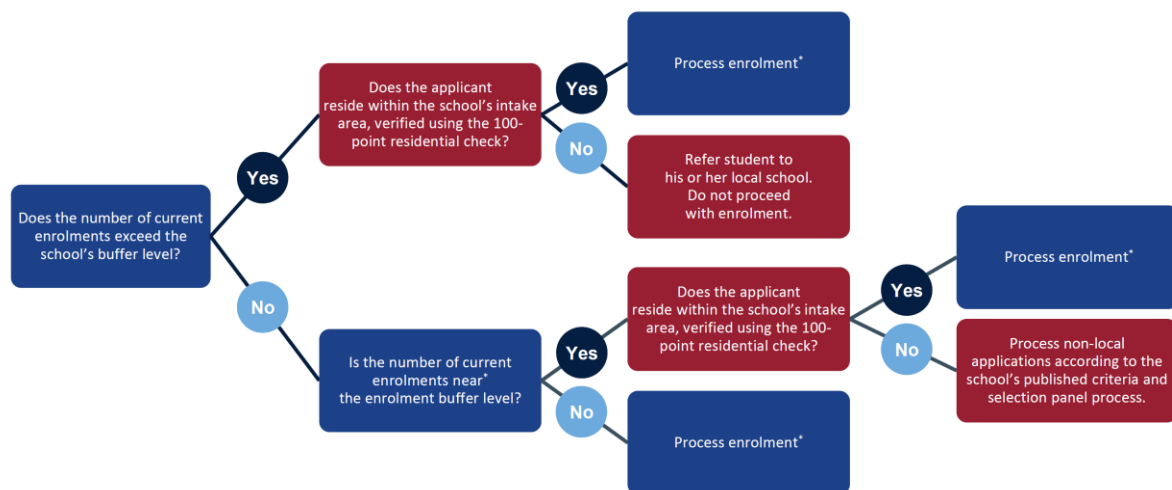 Does the number of current
enrolments exceed the
school's buffer level?
Yes
Does the applicant
reside within the school's intake
area, verified using the 100-
point residential check?
Yes
Process enrolment*
No
Refer student to
his or her local school.
Do not proceed
with enrolment.
No
Is the number of current
enrolments near*
the enrolment buffer level?
Yes
Does the applicant
reside within the school's intake
area, verified using the 100-
point residential check?
Yes
Process enrolment*
No
Process non-local
applications according to the
school's published criteria and
selection panel process.
No
Process enrolment*